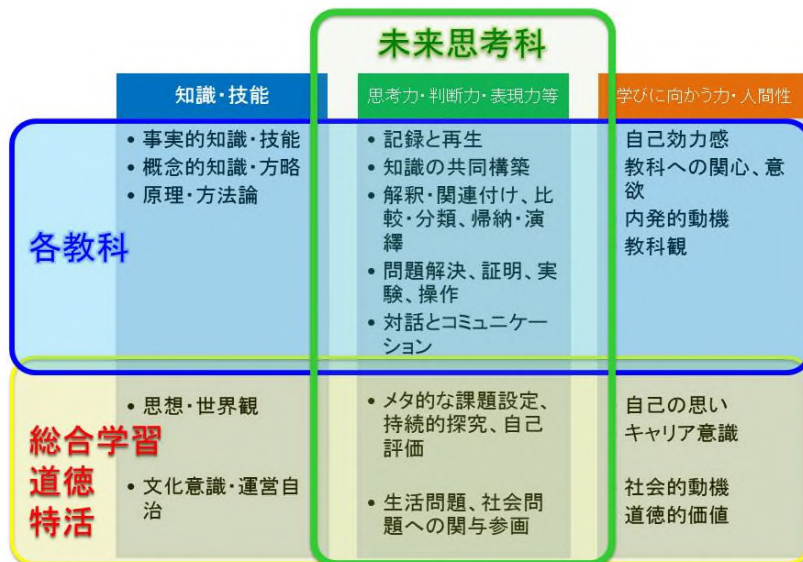 未来思考科
知識・技能
思考力・判断力・表現力等
学びに向かう力・人間性
各教科
• 事実的知識・技能
• 概念的知識・方略
• 原理・方法論
• 記録と再生
• 知識の共同構築
• 解釈・関連付け、比
較・分類、帰納・演
繹
• 問題解決、証明、実
験、操作
• 対話とコミュニケー
ション
自己効力感
教科への関心、意
欲
内発的動機
教科観
総合学習
道徳
特活
• 思想・世界観
• 文化意識・運営自
治
• メタ的な課題設定、
持続的探究、自己
評価
• 生活問題、社会問
題への関与参画
自己の思い
キャリア意識
社会的動機
道徳的価値